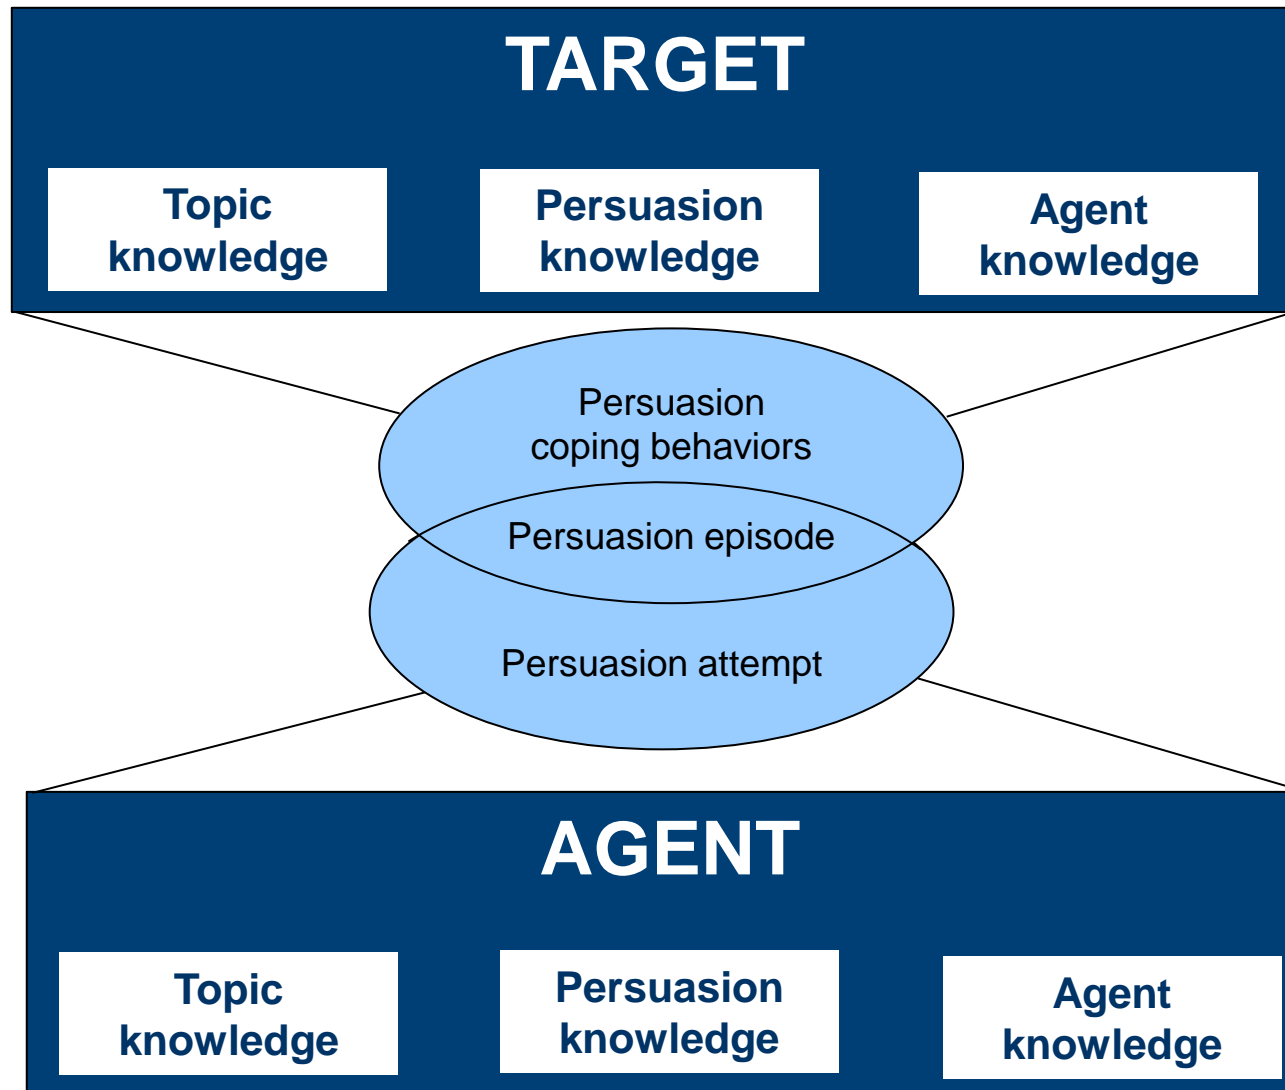 TARGET
Topic
knowledge
Persuasion
knowledge
Agent
knowledge
Persuasion
coping behaviors
Persuasion episode
Persuasion attempt
AGENT
Topic
knowledge
Persuasion
knowledge
Agent
knowledge